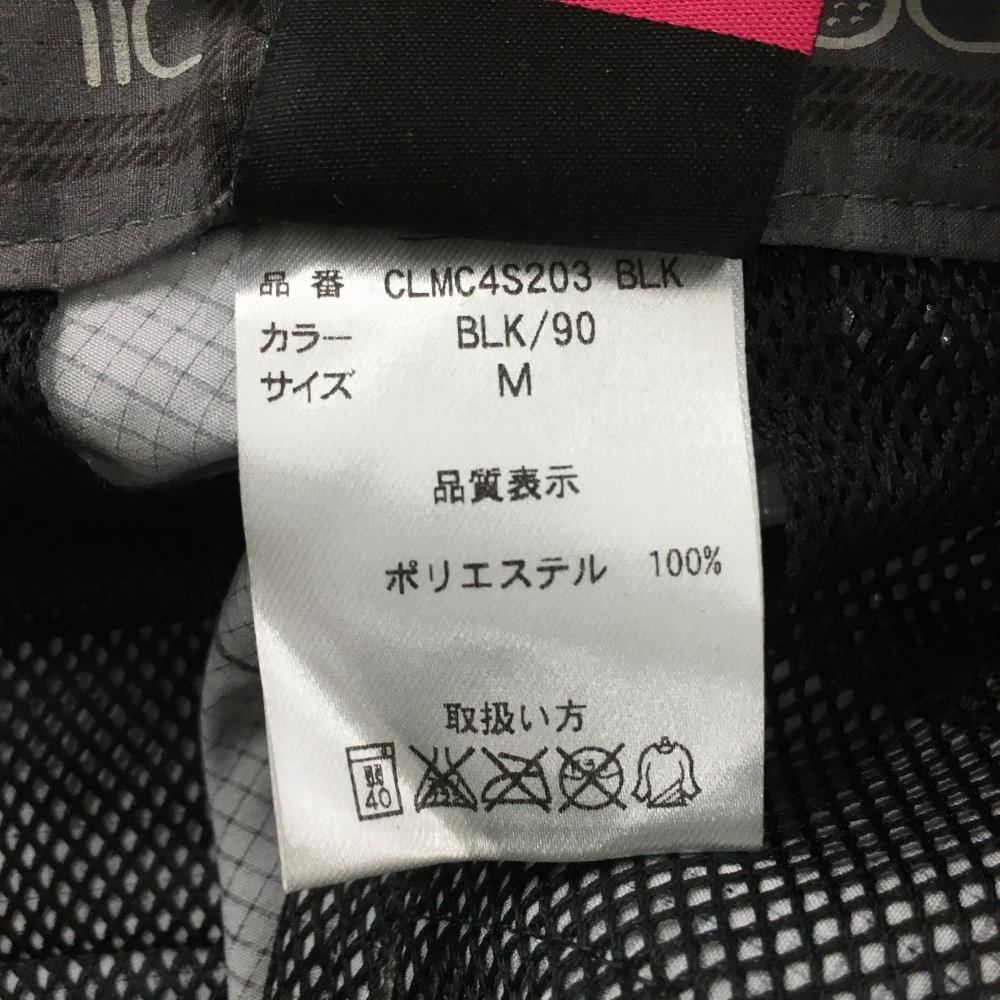 品番 CLMC4S203 BLK
カラー BLK/90
サイズ M
品質表示
ポリエステル 100%
取扱い方
弱
40